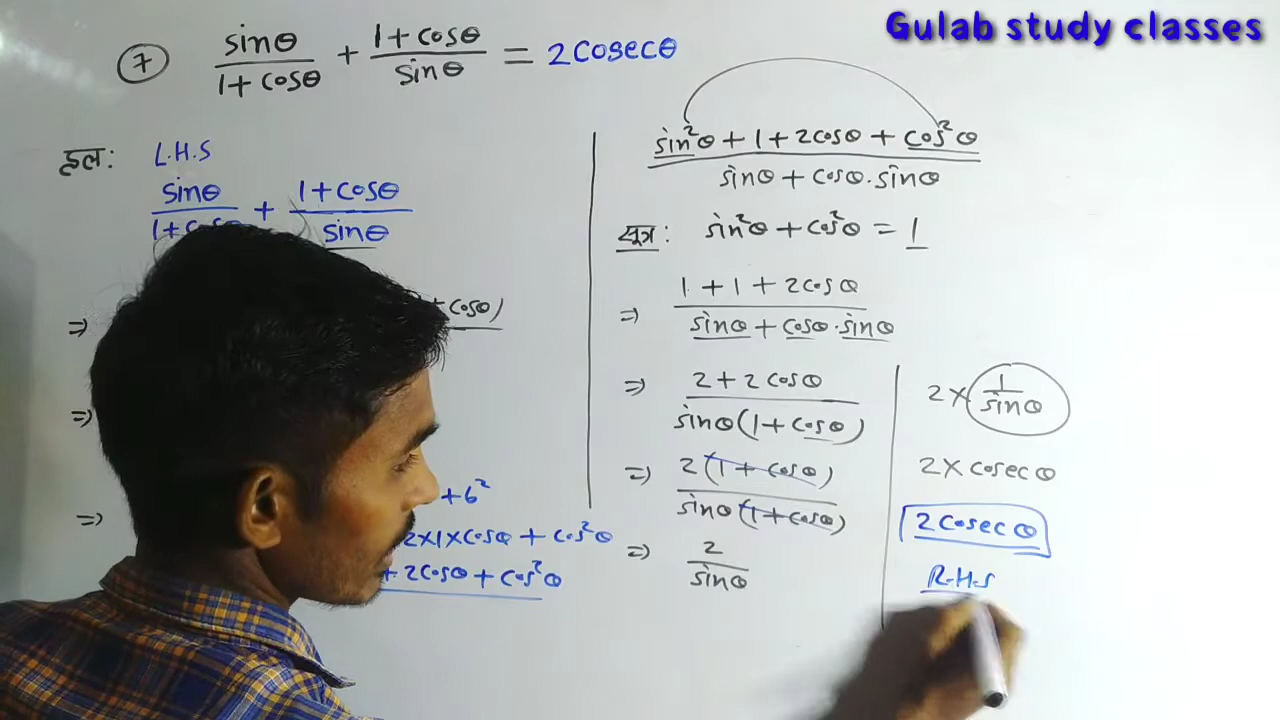 Gulab study classes
7 sinθ/1+cosθ + 1+cosθ/sinθ = 2cosecθ
हल: L.H.S
sinθ/1+cosθ + 1+cosθ/sinθ
⇒ cosθ)
⇒
+ b²
⇒ 2×1×cosθ + cos²θ
+ 2cosθ + cos²θ
sin²θ + 1 + 2cosθ + cos²θ/sinθ + cosθ·sinθ
सूत्र: sin²θ + cos²θ = 1
⇒ 1 + 1 + 2cosθ/sinθ + cosθ·sinθ
⇒ 2 + 2cosθ/sinθ(1 + cosθ)
⇒ 2(1 + cosθ)/sinθ(1 + cosθ)
⇒ 2/sinθ
2 × 1/sinθ
2 × cosecθ
2cosecθ
R.H.S